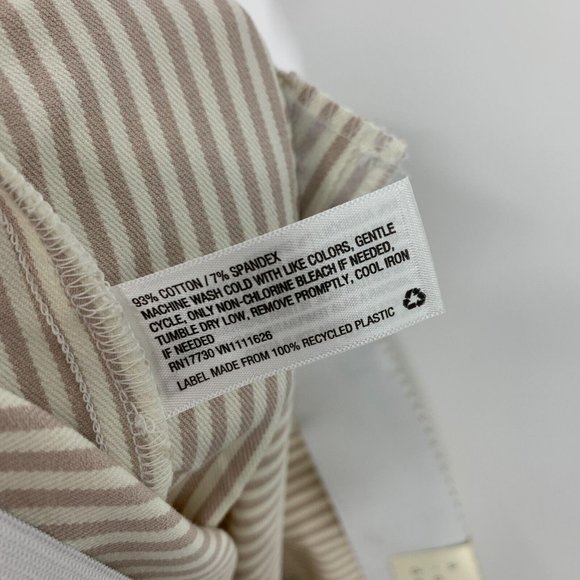 93% COTTON / 7% SPANDEX
MACHINE WASH COLD WITH LIKE COLORS, GENTLE
CYCLE, ONLY NON-CHLORINE BLEACH IF NEEDED,
TUMBLE DRY LOW, REMOVE PROMPTLY, COOL IRON
IF NEEDED
RN17730 VN1111626
LABEL MADE FROM 100% RECYCLED PLASTIC